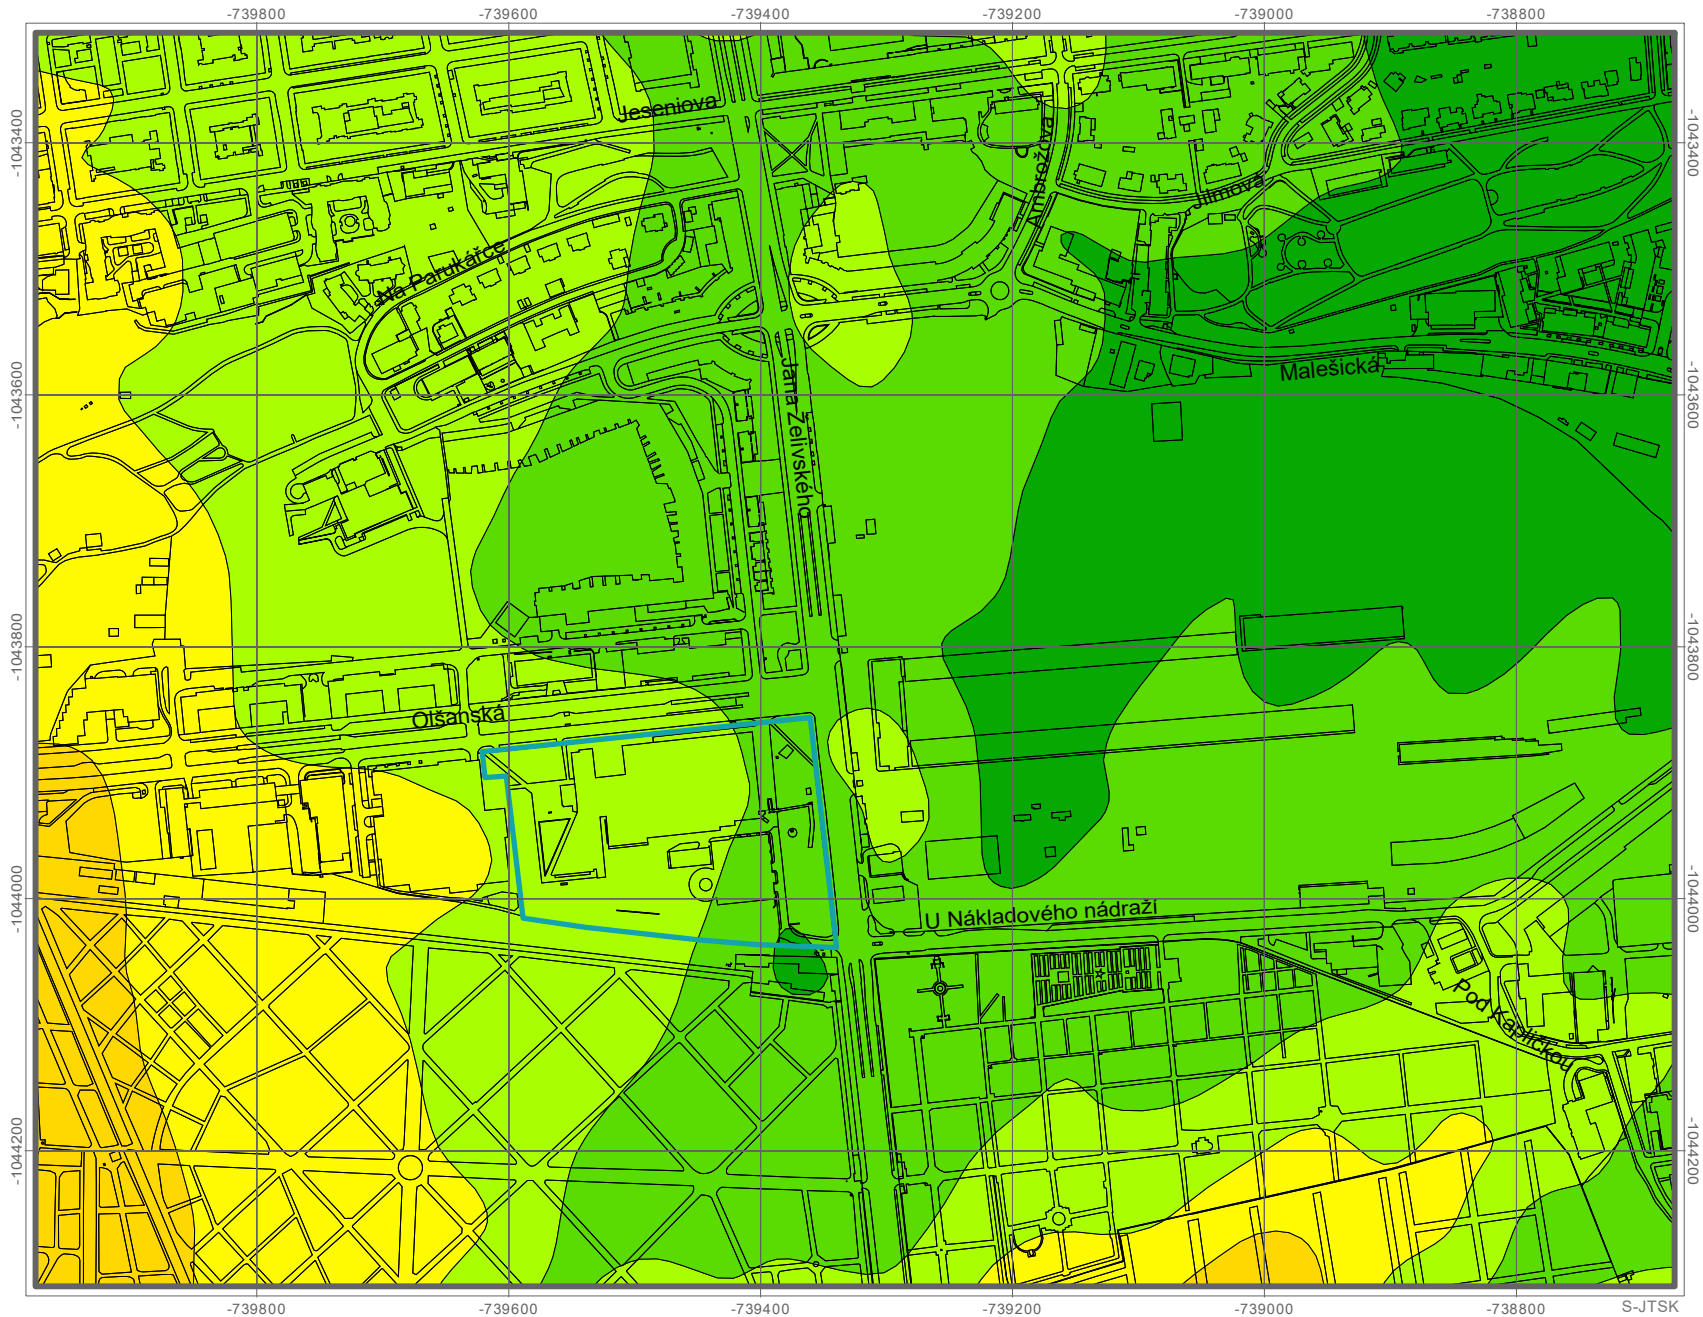 -739800 -739600 -739400 -739200 -739000 -738800
-1043400 -1043400
Jeseniova
Ambrožova
Jilmová
Na Parukářce
-1043600 -1043600
Malešická
Jana Želivského
-1043800 -1043800
Olšanská
-1044000 -1044000
U Nákladového nádraží
Pod Kapličkou
-1044200 -1044200
-739800 -739600 -739400 -739200 -739000 -738800
S-JTSK